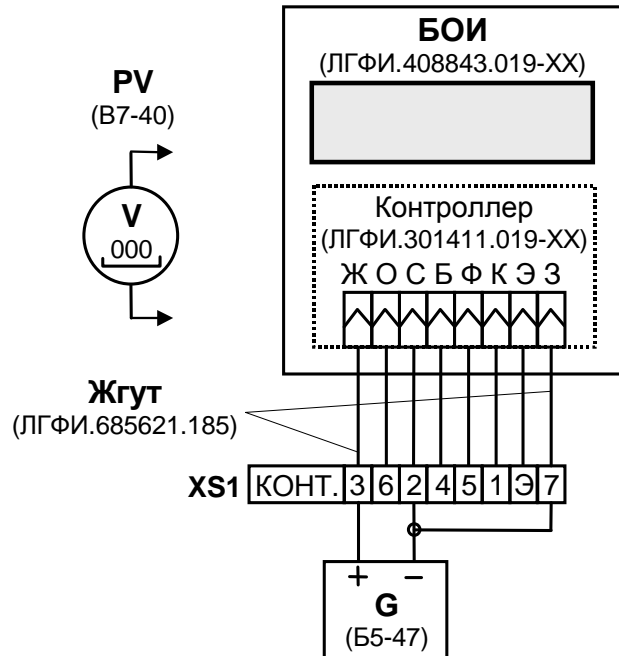 БОИ
(ЛГФИ.408843.019-ХХ)
PV
(В7-40)
V
000
Контроллер
(ЛГФИ.301411.019-ХХ)
Ж О С Б Ф К Э З
Жгут
(ЛГФИ.685621.185)
XS1 КОНТ. 3 6 2 4 5 1 Э 7
+ −
G
(Б5-47)